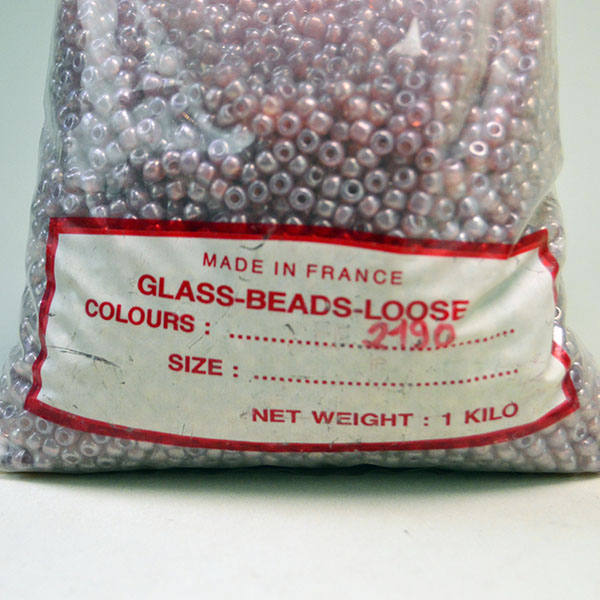 MADE IN FRANCE
GLASS-BEADS-LOOSE
COLOURS : ........................ 2190
SIZE : ........................
NET WEIGHT : 1 KILO